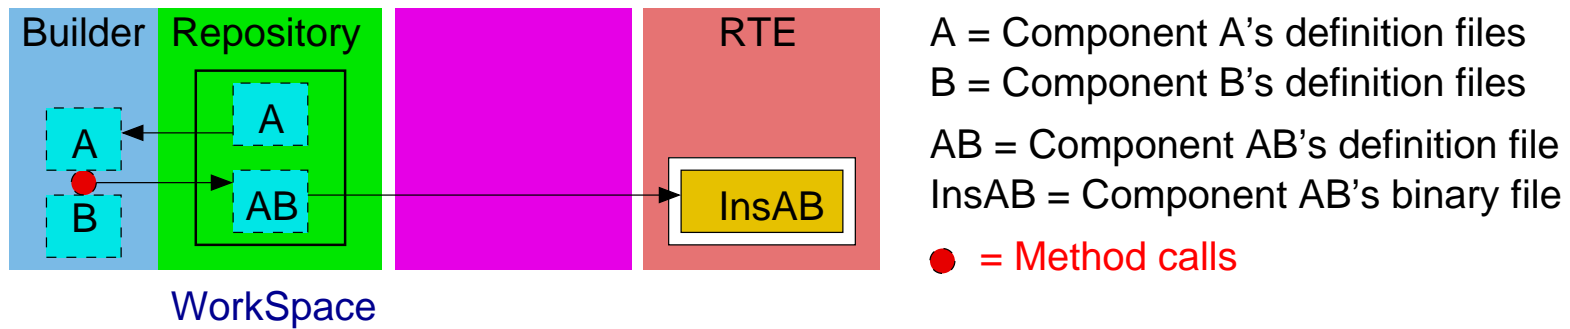 Builder Repository RTE
A
A
AB
B
InsAB
WorkSpace
A = Component A’s definition files
B = Component B’s definition files
AB = Component AB’s definition file
InsAB = Component AB’s binary file
= Method calls